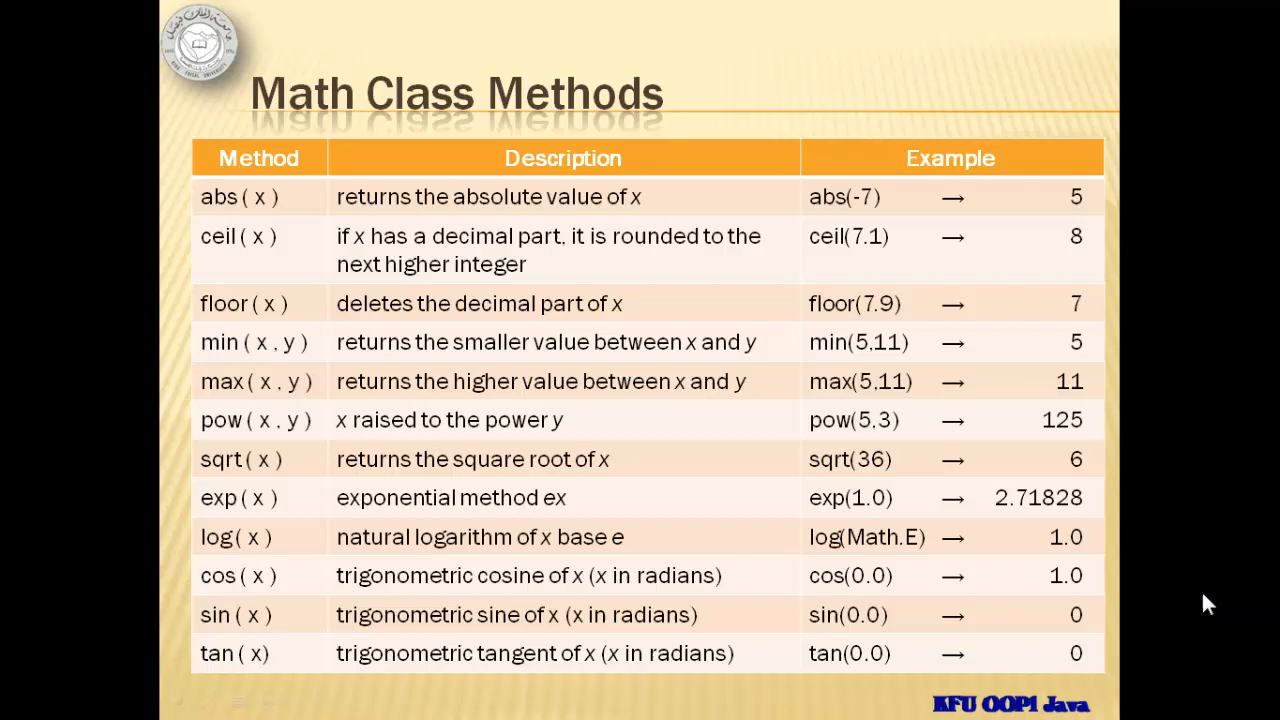 Math Class Methods
Method Description Example
abs ( x ) returns the absolute value of x abs(-7) → 5
ceil ( x ) if x has a decimal part, it is rounded to the ceil(7.1) → 8
next higher integer
floor ( x ) deletes the decimal part of x floor(7.9) → 7
min ( x , y ) returns the smaller value between x and y min(5,11) → 5
max ( x , y ) returns the higher value between x and y max(5,11) → 11
pow ( x , y ) x raised to the power y pow(5,3) → 125
sqrt ( x ) returns the square root of x sqrt(36) → 6
exp ( x ) exponential method ex exp(1.0) → 2.71828
log ( x ) natural logarithm of x base e log(Math.E) → 1.0
cos ( x ) trigonometric cosine of x (x in radians) cos(0.0) → 1.0
sin ( x ) trigonometric sine of x (x in radians) sin(0.0) → 0
tan ( x) trigonometric tangent of x (x in radians) tan(0.0) → 0
KFU OOP1 Java